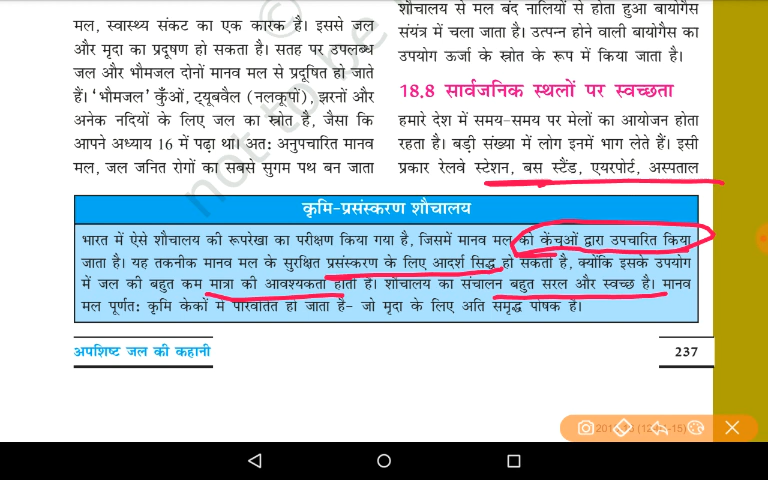 मल, स्वास्थ्य संकट का एक कारक है। इससे जल
और मृदा का प्रदूषण हो सकता है। सतह पर उपलब्ध
जल और भौमजल दोनों मानव मल से प्रदूषित हो जाते
हैं। 'भौमजल' कुँओं, ट्यूबवैल (नलकूपों), झरनों और
अनेक नदियों के लिए जल का स्रोत है, जैसा कि
आपने अध्याय 16 में पढ़ा था। अतः अनुपचारित मानव
मल, जल जनित रोगों का सबसे सुगम पथ बन जाता
शौचालय से मल बंद नालियों से होता हुआ बायोगैस
संयंत्र में चला जाता है। उत्पन्न होने वाली बायोगैस का
उपयोग ऊर्जा के स्रोत के रूप में किया जाता है।
18.8 सार्वजनिक स्थलों पर स्वच्छता
हमारे देश में समय-समय पर मेलों का आयोजन होता
रहता है। बड़ी संख्या में लोग इनमें भाग लेते हैं। इसी
प्रकार रेलवे स्टेशन, बस स्टैंड, एयरपोर्ट, अस्पताल
कृमि-प्रसंस्करण शौचालय
भारत में ऐसे शौचालय की रूपरेखा का परीक्षण किया गया है, जिसमें मानव मल को केंचुओं द्वारा उपचारित किया
जाता है। यह तकनीक मानव मल के सुरक्षित प्रसंस्करण के लिए आदर्श सिद्ध हो सकती है, क्योंकि इसके उपयोग
में जल की बहुत कम मात्रा की आवश्यकता होती है। शौचालय का संचालन बहुत सरल और स्वच्छ है। मानव
मल पूर्णतः कृमि केकों में परिवर्तित हो जाता है- जो मृदा के लिए अति समृद्ध पोषक है।
अपशिष्ट जल की कहानी
237
not to be